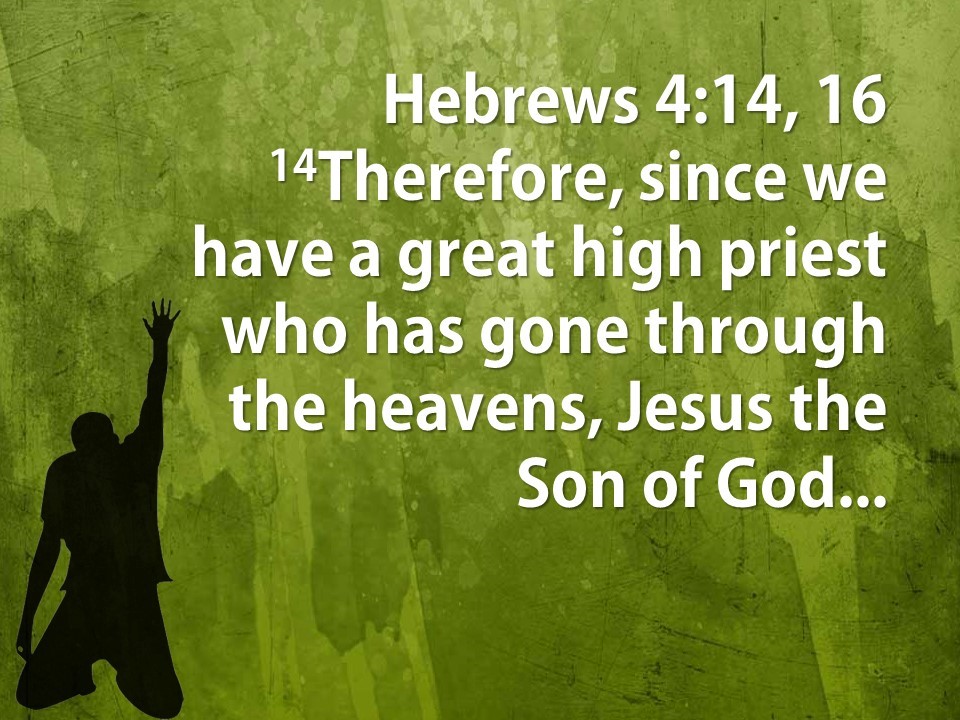 Hebrews 4:14, 16
14Therefore, since we
have a great high priest
who has gone through
the heavens, Jesus the
Son of God...